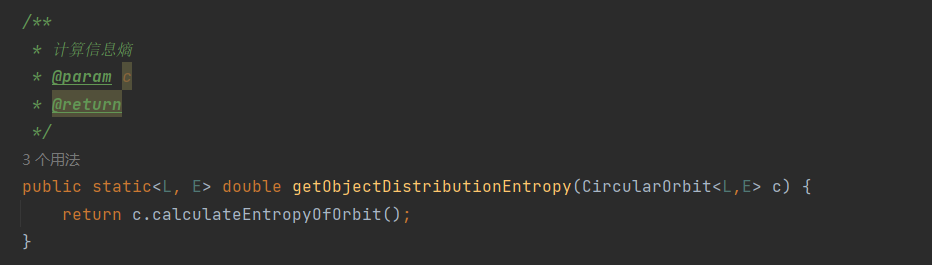 /**
 * 计算信息熵
 * @param c
 * @return
 */
3 个用法
public static<L, E> double getObjectDistributionEntropy(CircularOrbit<L,E> c) {
    return c.calculateEntropyOfOrbit();
}